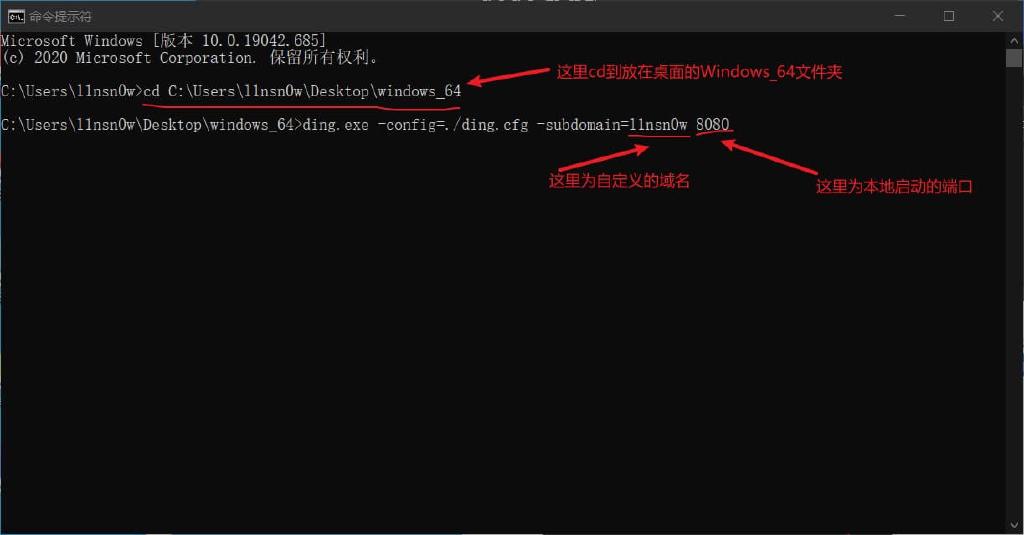 命令提示符
Microsoft Windows [版本 10.0.19042.685]
(c) 2020 Microsoft Corporation. 保留所有权利。
这里cd到放在桌面的Windows_64文件夹
C:\Users\l1nsn0w>cd C:\Users\l1nsn0w\Desktop\windows_64
C:\Users\l1nsn0w\Desktop\windows_64>ding.exe -config=./ding.cfg -subdomain=l1nsn0w 8080
这里为自定义的域名
这里为本地启动的端口